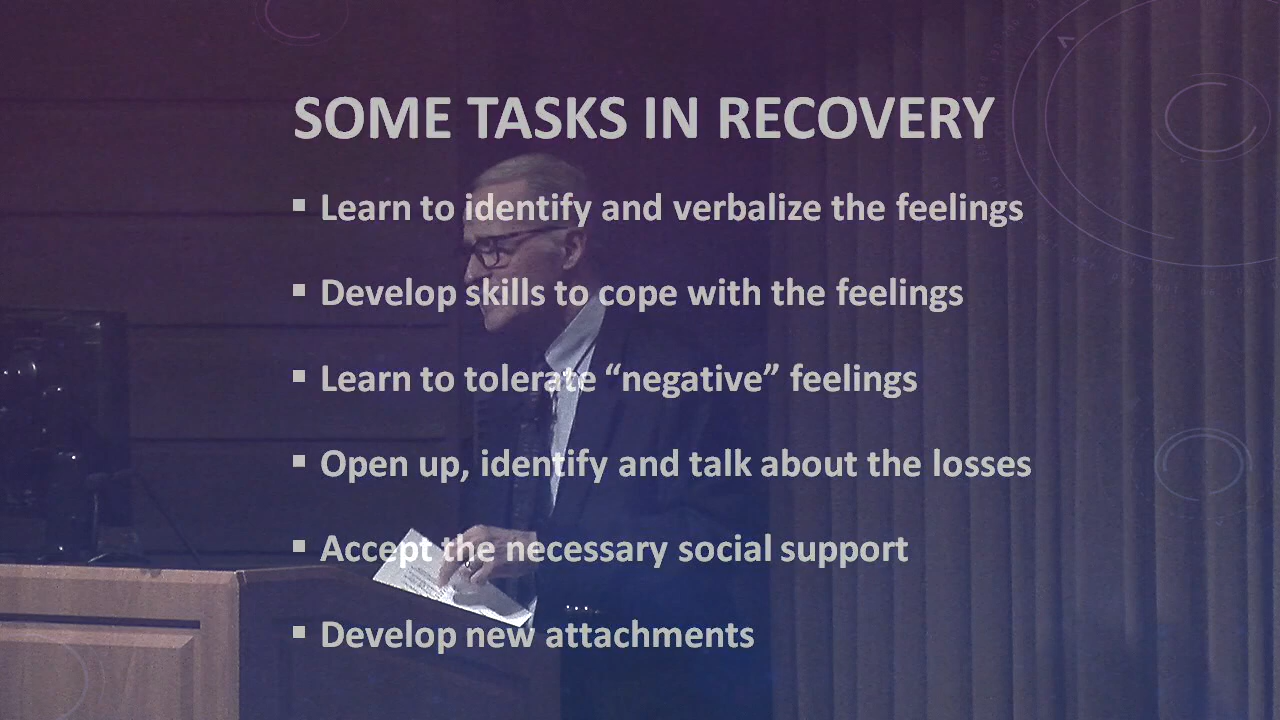 SOME TASKS IN RECOVERY
▪ Learn to identify and verbalize the feelings
▪ Develop skills to cope with the feelings
▪ Learn to tolerate “negative” feelings
▪ Open up, identify and talk about the losses
▪ Accept the necessary social support
▪ Develop new attachments